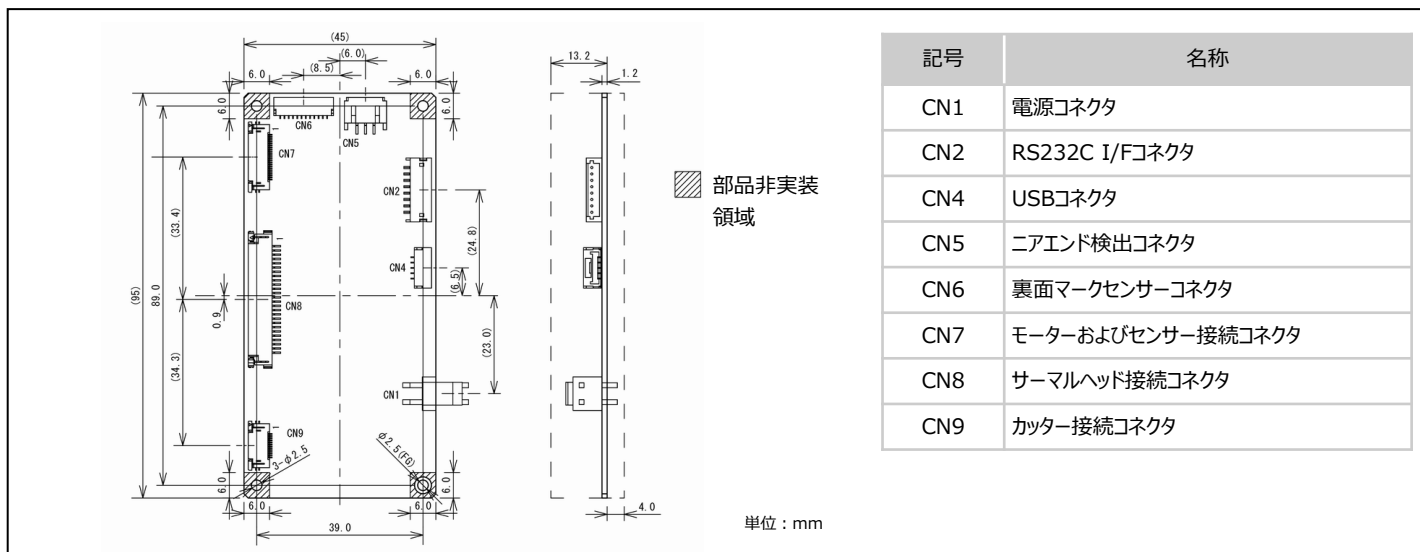 (45)
(6.0)
6.0
(8.5)
6.0
13.2
1.2
6.0
6.0
CN6
CN5
CN7
CN2
(33.4)
(24.8)
CN4
(6.5)
(95)
89.0
0.9
CN8
(23.0)
(34.3)
CN1
CN9
3-φ2.5
φ2.5(FG)
6.0
6.0
6.0
6.0
4.0
39.0
1
1
1
部品非実装
領域
単位：mm
記号 名称
CN1 電源コネクタ
CN2 RS232C I/Fコネクタ
CN4 USBコネクタ
CN5 ニアエンド検出コネクタ
CN6 裏面マークセンサーコネクタ
CN7 モーターおよびセンサー接続コネクタ
CN8 サーマルヘッド接続コネクタ
CN9 カッター接続コネクタ